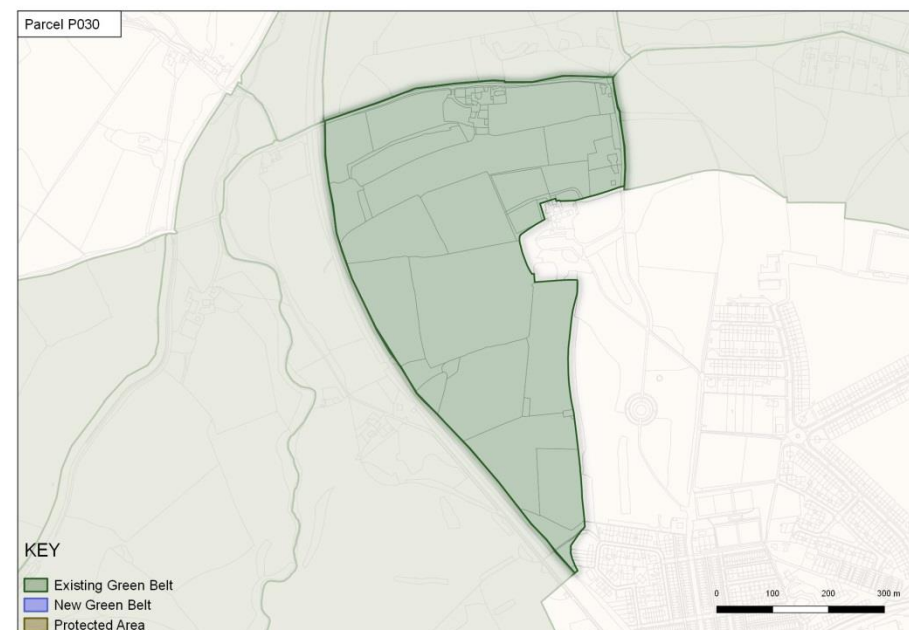 Parcel P030
KEY
Existing Green Belt
New Green Belt
Protected Area
0 100 200 300 m